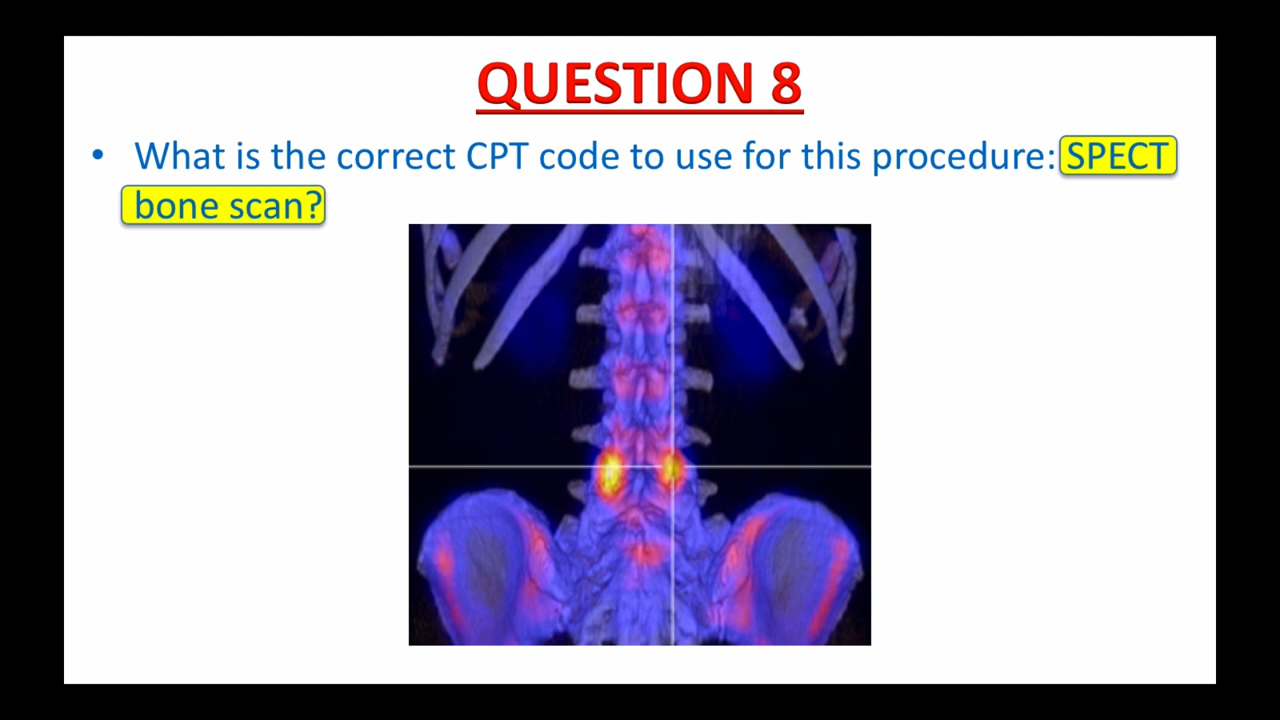 QUESTION 8
• What is the correct CPT code to use for this procedure: SPECT
bone scan?